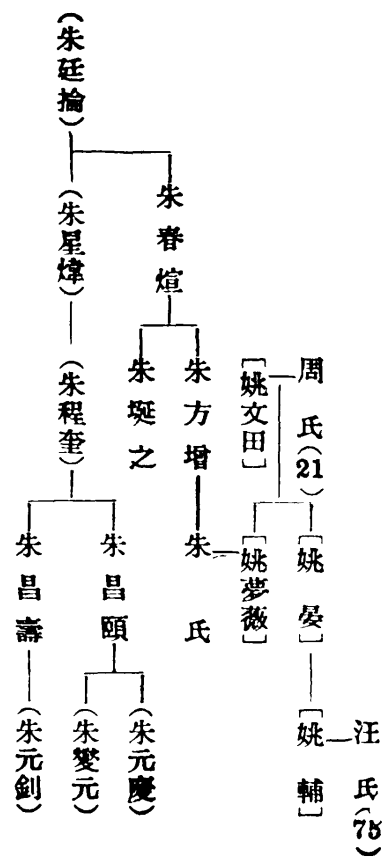 (朱廷掄)
朱春煊
(朱星煒)
周氏(21)
[姚文田]
朱方增
朱埏之
(朱程奎)
[姚晏]
[姚夢薇]
朱氏
朱昌頤
朱昌壽
汪氏(75)
[姚輔]
(朱元慶)
(朱燮元)
(朱元釗)